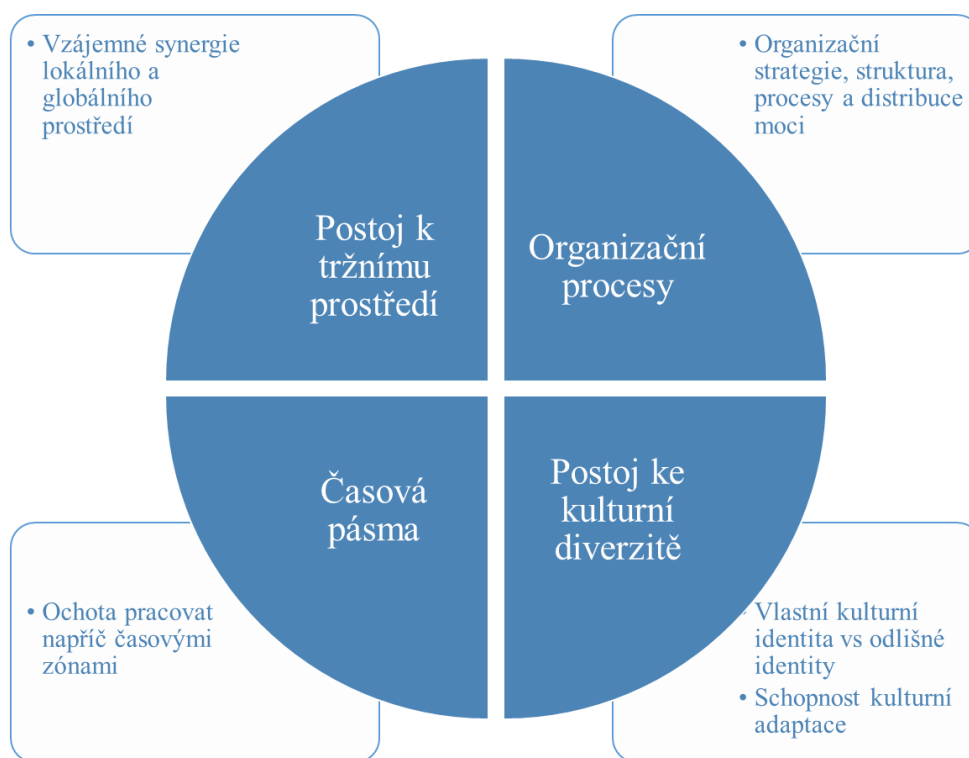 • Vzájemné synergie
lokálního a
globálního
prostředí
• Organizační
strategie, struktura,
procesy a distribuce
moci
Postoj k
tržnímu
prostředí
Organizační
procesy
Časová
pásma
Postoj ke
kulturní
diverzitě
• Ochota pracovat
napříč časovými
zónami
• Vlastní kulturní
identita vs odlišné
identity
• Schopnost kulturní
adaptace